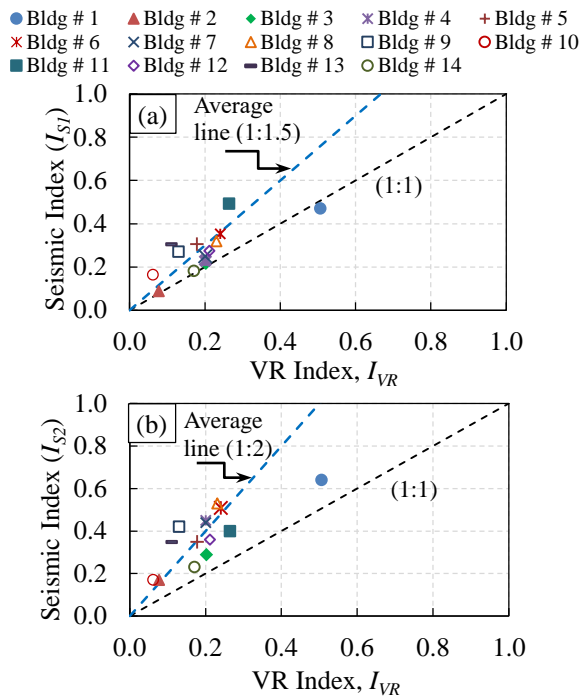 Bldg # 1 Bldg # 2 Bldg # 3 Bldg # 4 Bldg # 5
Bldg # 6 Bldg # 7 Bldg # 8 Bldg # 9 Bldg # 10
Bldg # 11 Bldg # 12 Bldg # 13 Bldg # 14
(a)
Average
line (1:1.5)
(1:1)
Seismic Index (IS1)
1.0
0.8
0.6
0.4
0.2
0.0
0.0 0.2 0.4 0.6 0.8 1.0
VR Index, IVR
(b)
Average
line (1:2)
(1:1)
Seismic Index (IS2)
1.0
0.8
0.6
0.4
0.2
0.0
0.0 0.2 0.4 0.6 0.8 1.0
VR Index, IVR